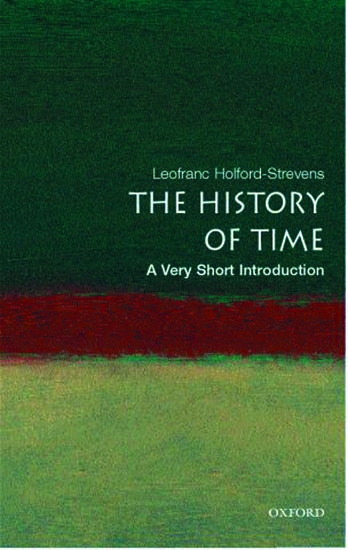 Leofranc Holford-Strevens
THE HISTORY
OF TIME
A Very Short Introduction
OXFORD